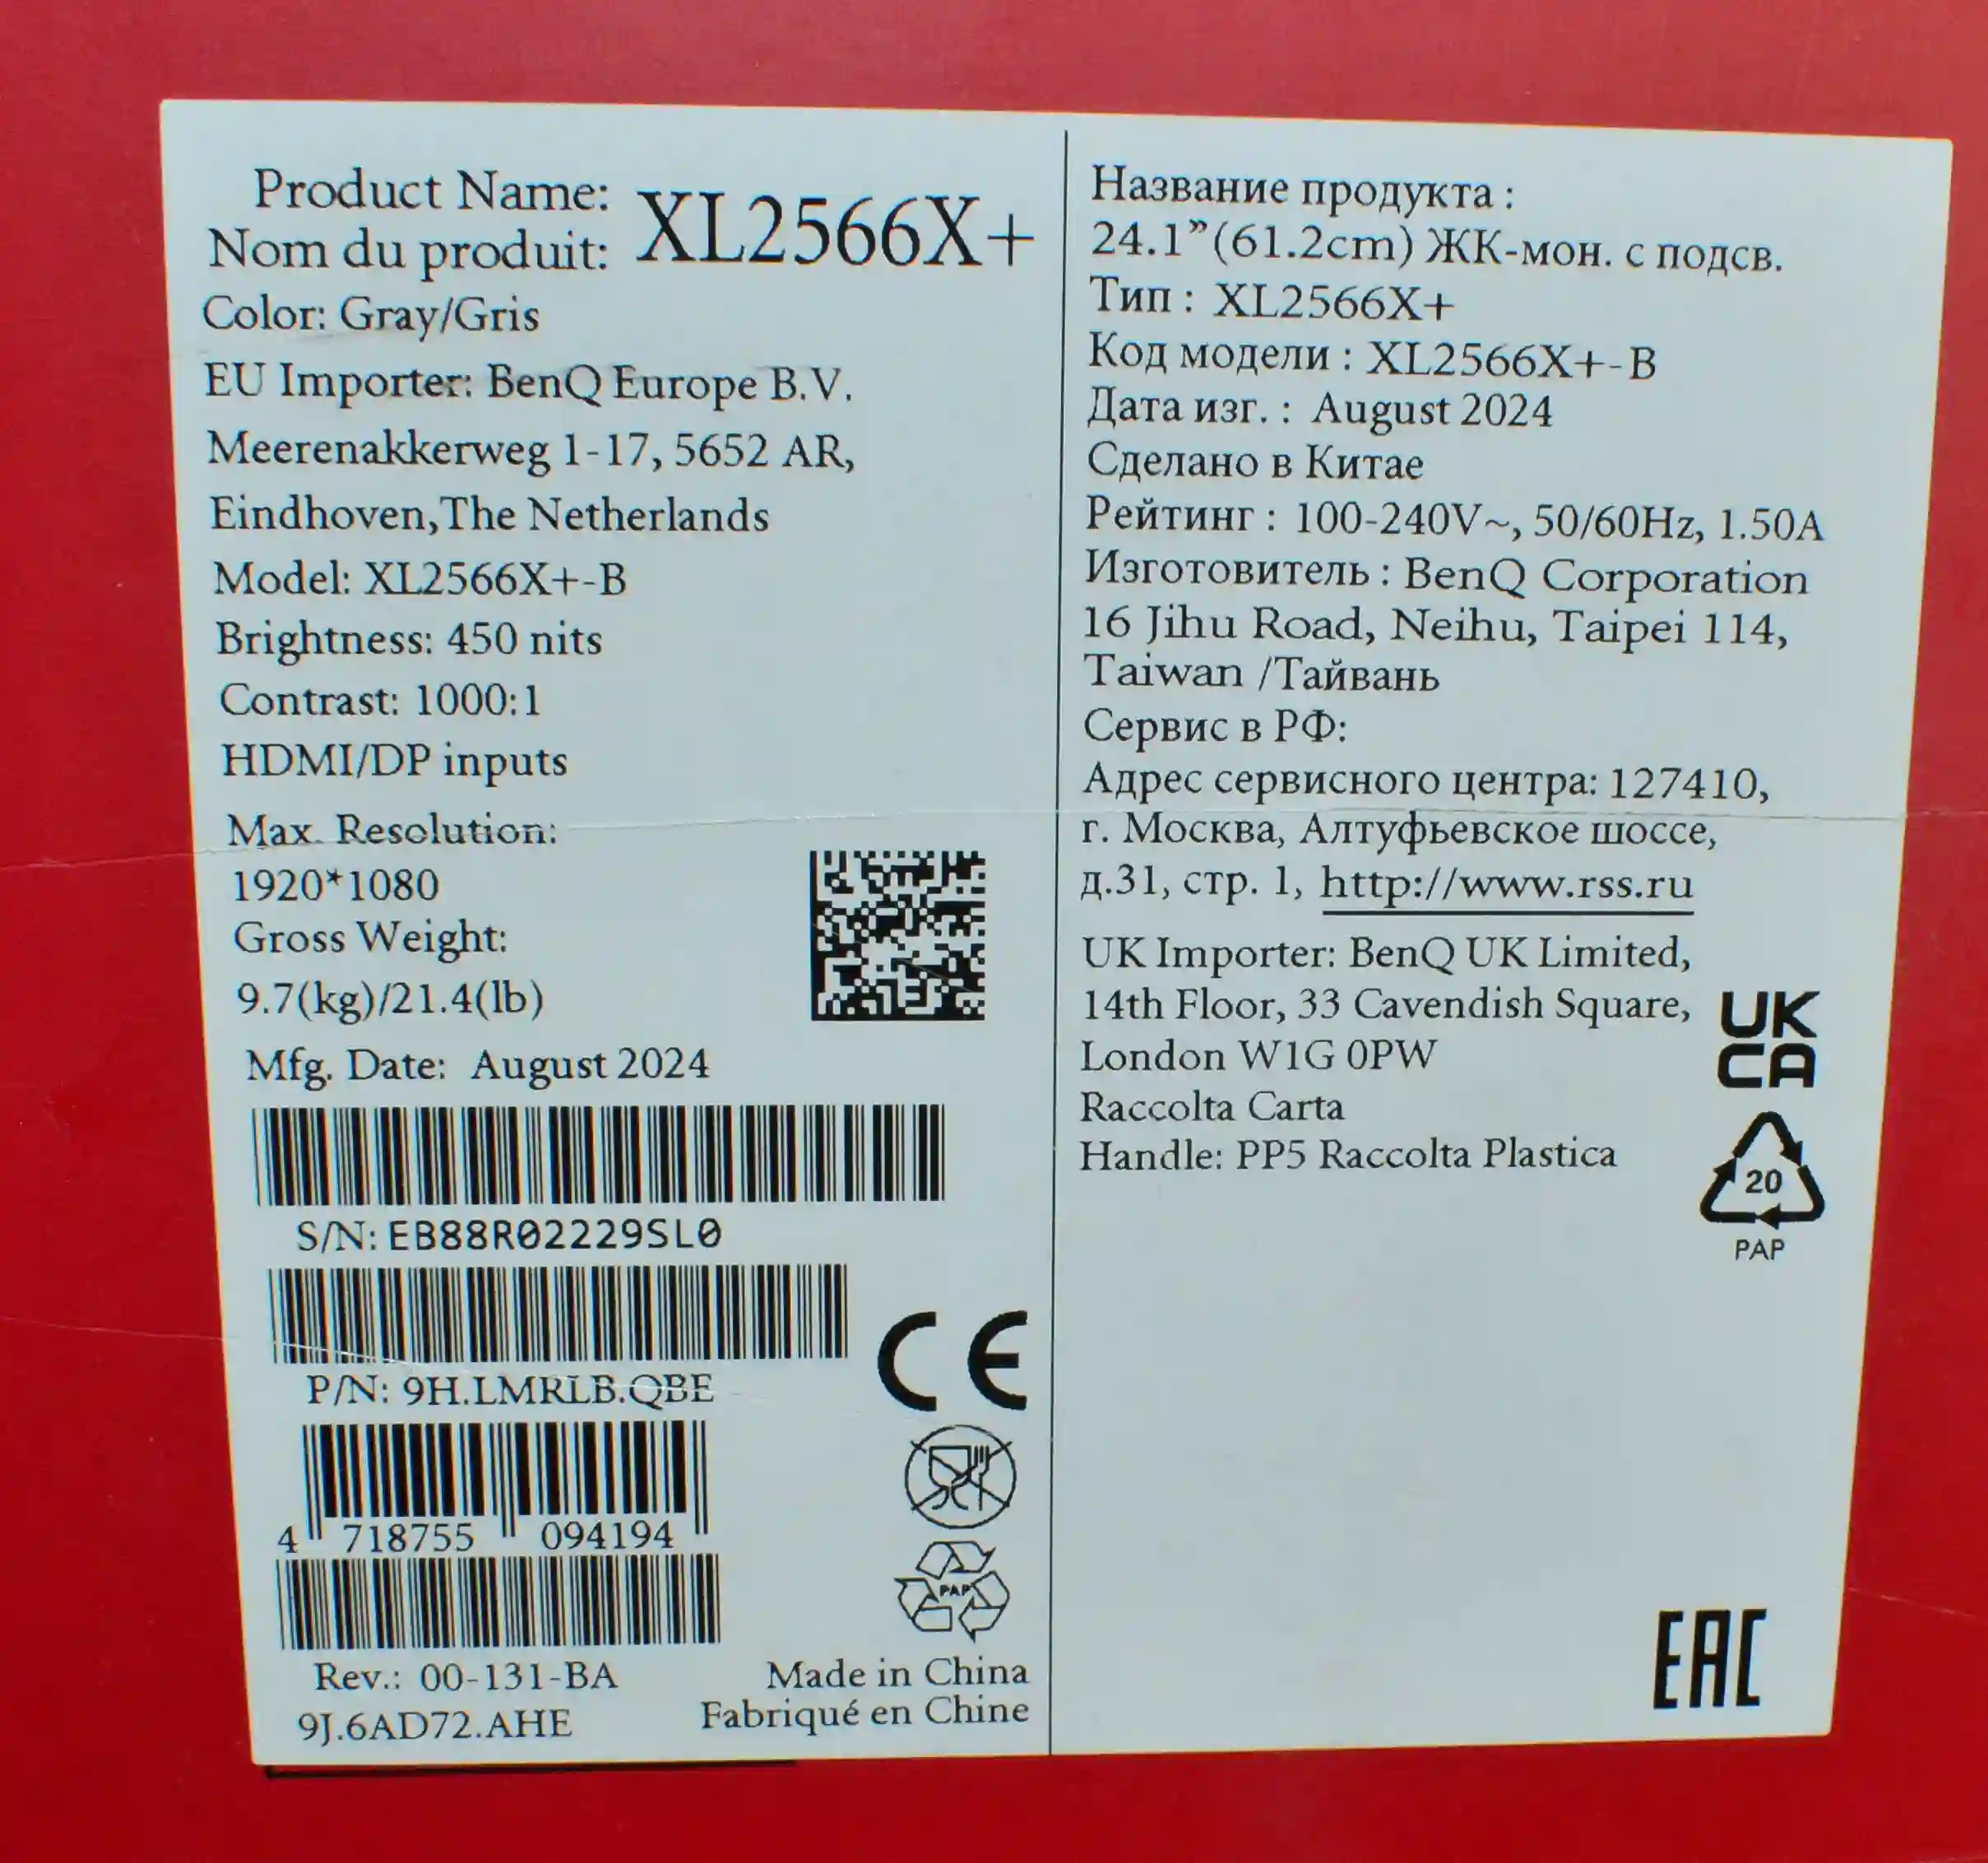 Product Name:
Nom du produit:
XL2566X+
Color: Gray/Gris
EU Importer: BenQ Europe B.V.
Meerenakkerweg 1-17, 5652 AR,
Eindhoven,The Netherlands
Model: XL2566X+-B
Brightness: 450 nits
Contrast: 1000:1
HDMI/DP inputs
Max. Resolution:
1920*1080
Gross Weight:
9.7(kg)/21.4(lb)
Mfg. Date: August 2024
S/N: EB88R02229SL0
P/N: 9H.LMRLB.QBE
4 718755 094194
Rev.: 00-131-BA
9J.6AD72.AHE
CE
PAP
Made in China
Fabriqué en Chine
Название продукта :
24.1”(61.2cm) ЖК-мон. с подсв.
Тип : XL2566X+
Код модели : XL2566X+-B
Дата изг. : August 2024
Сделано в Китае
Рейтинг : 100-240V~, 50/60Hz, 1.50A
Изготовитель : BenQ Corporation
16 Jihu Road, Neihu, Taipei 114,
Taiwan /Тайвань
Сервис в РФ:
Адрес сервисного центра: 127410,
г. Москва, Алтуфьевское шоссе,
д.31, стр. 1, http://www.rss.ru
UK Importer: BenQ UK Limited,
14th Floor, 33 Cavendish Square,
London W1G 0PW
Raccolta Carta
Handle: PP5 Raccolta Plastica
UK
CA
20
PAP
EAC